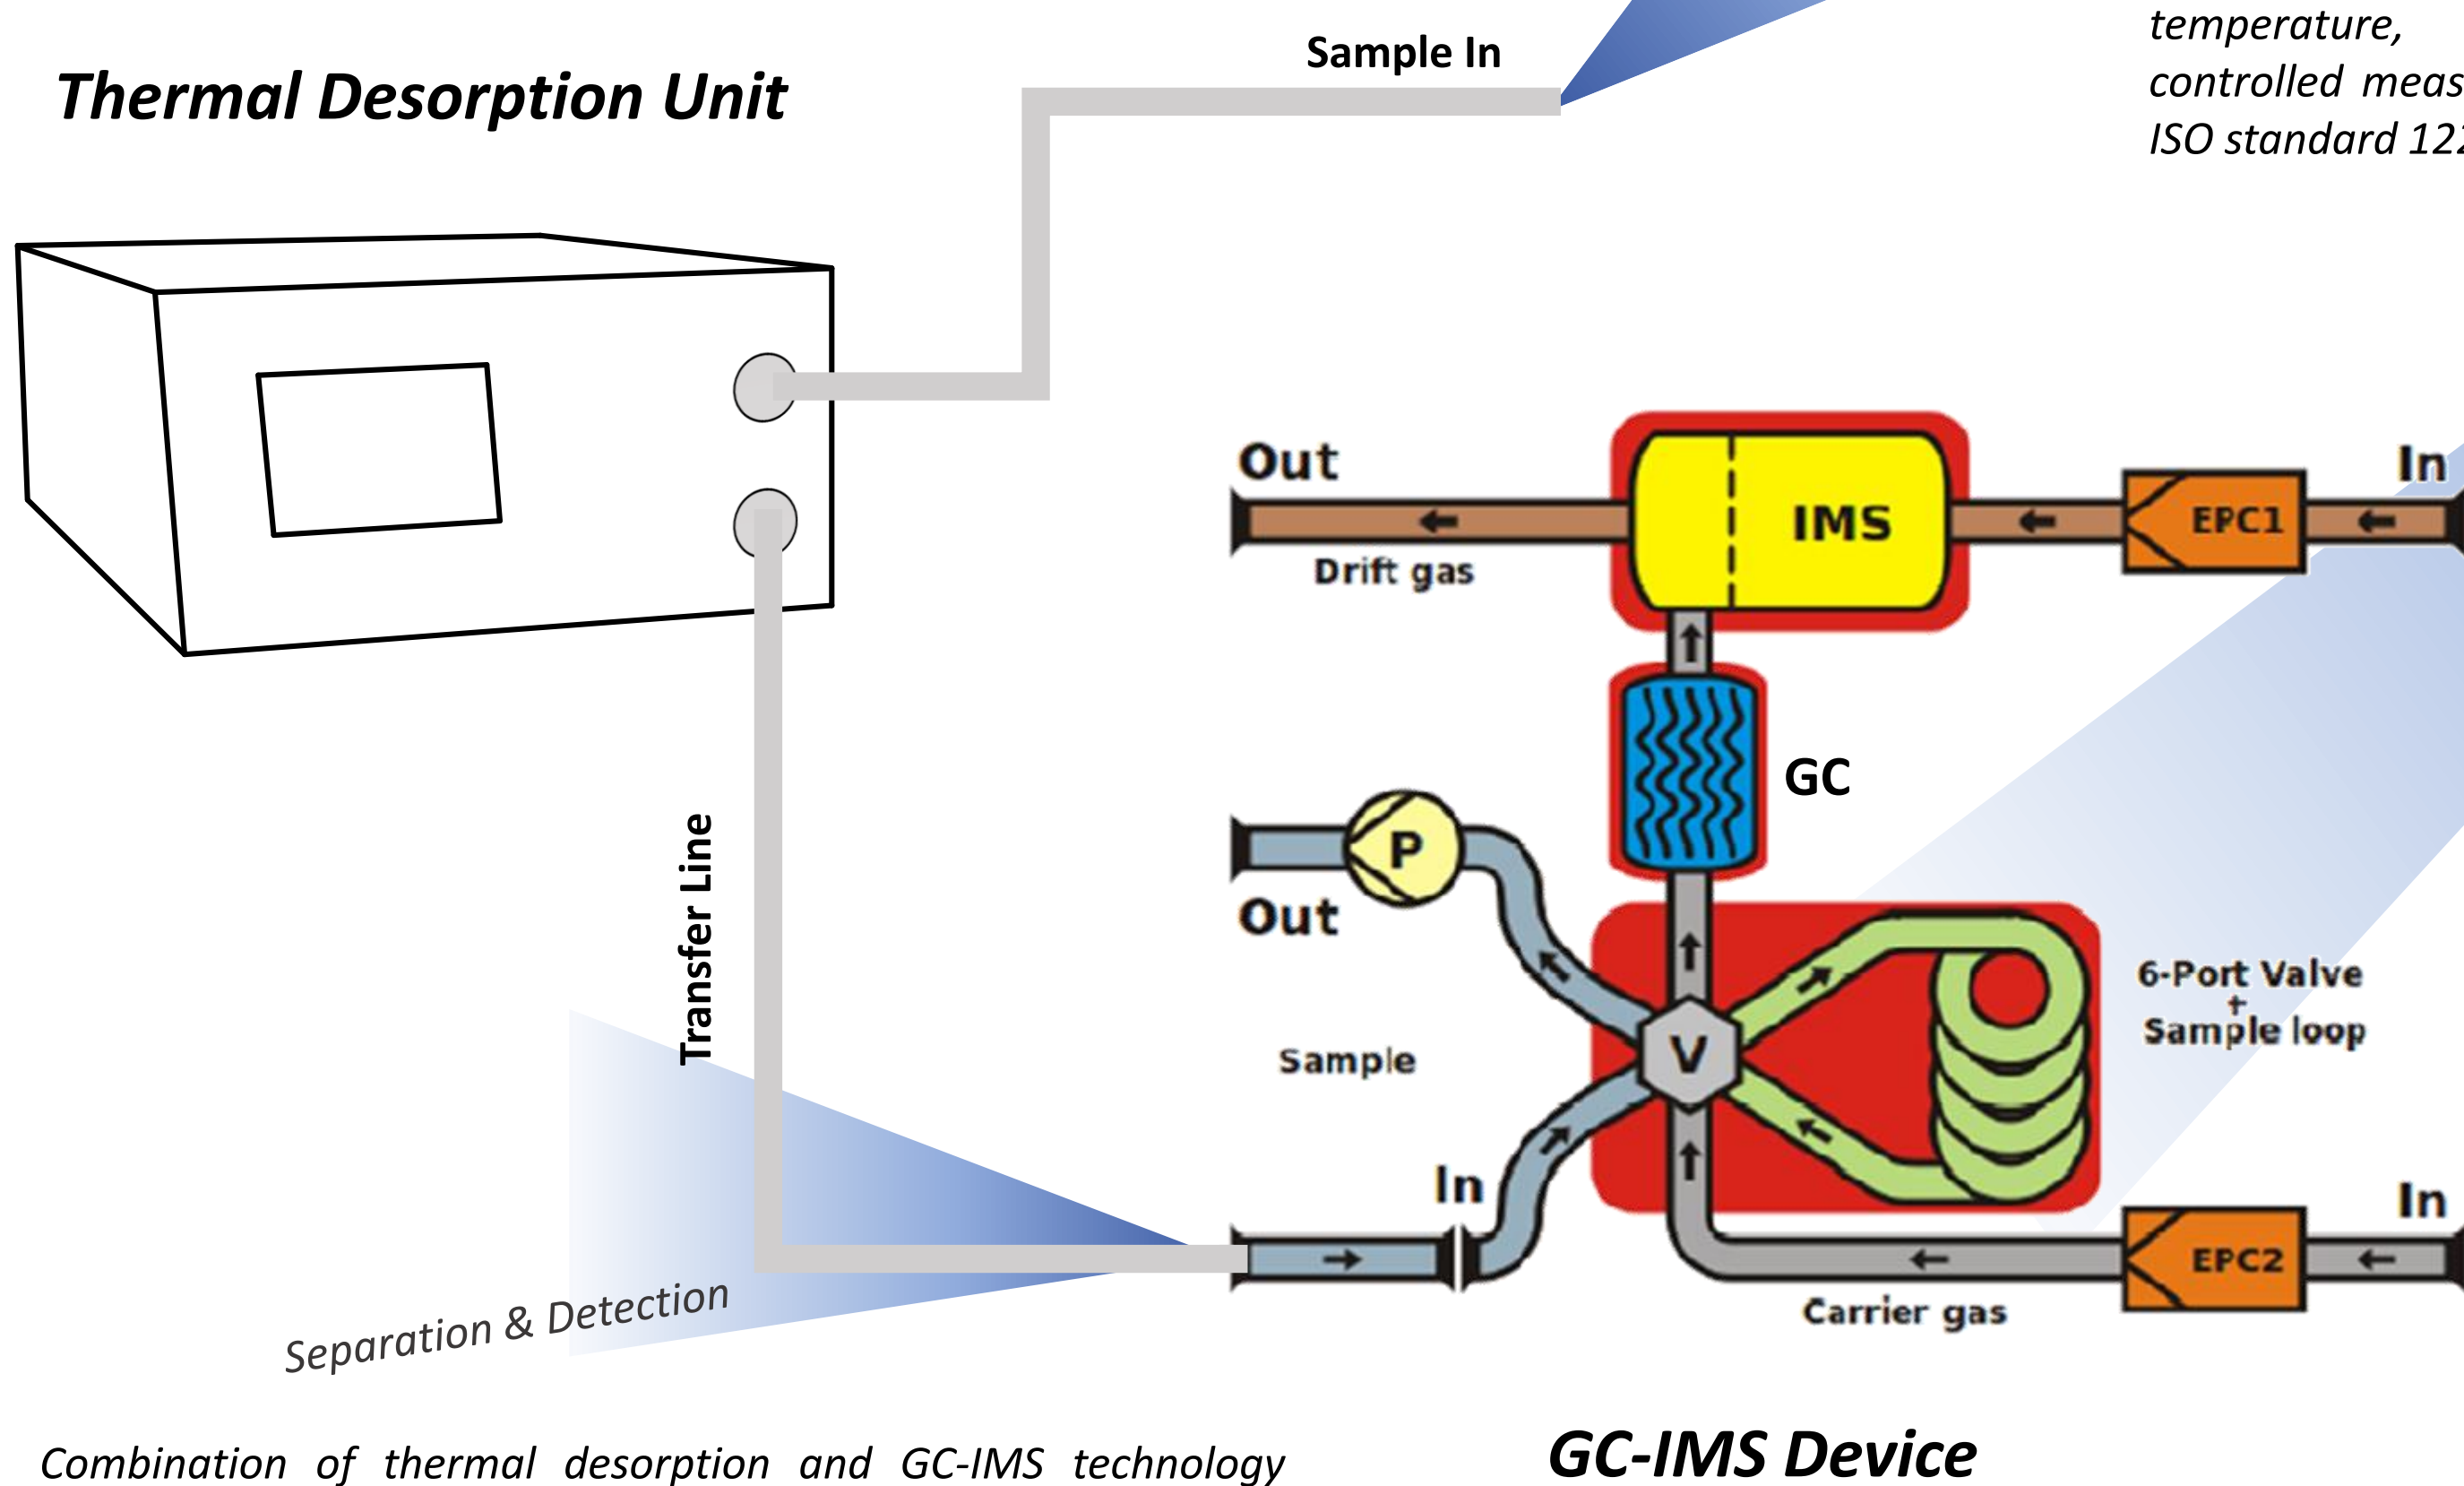 temperature,
controlled meas
ISO standard 122
Sample In
Thermal Desorption Unit
Out
In
IMS
EPC1
Drift gas
GC
P
Out
Transfer Line
6-Port Valve
+
Sample loop
V
Sample
In
In
EPC2
Carrier gas
Separation & Detection
Combination of thermal desorption and GC-IMS technology
GC-IMS Device